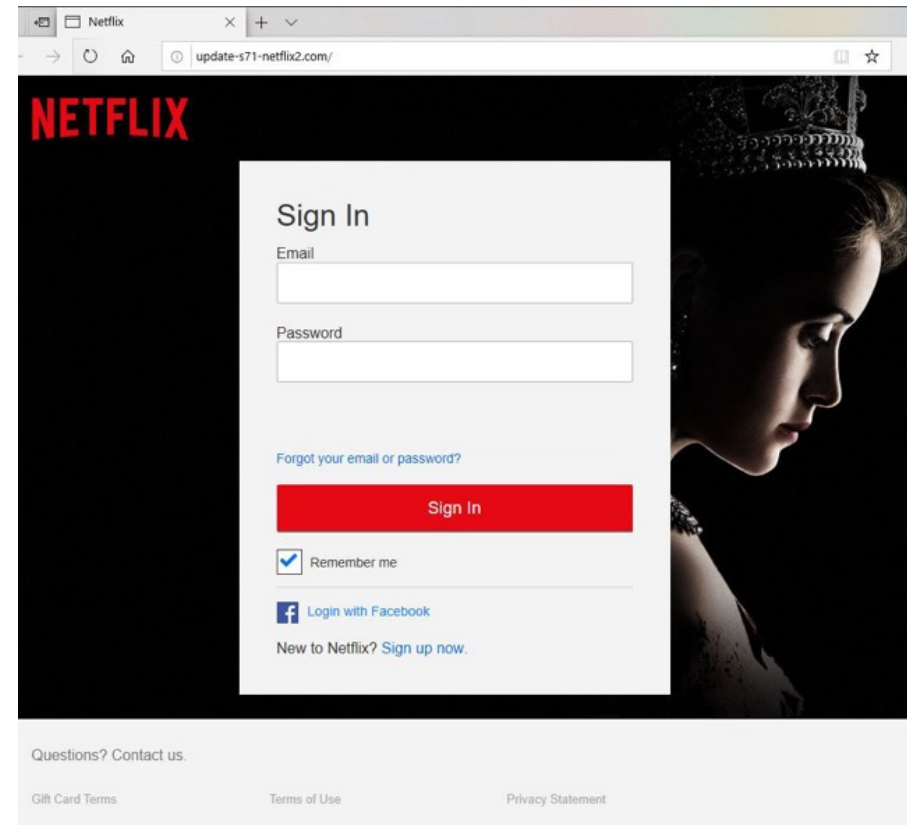 Netflix
update-s71-netflix2.com/
NETFLIX
Sign In
Email
Password
Forgot your email or password?
Sign In
Remember me
Login with Facebook
New to Netflix? Sign up now.
Questions? Contact us.
Gift Card Terms Terms of Use Privacy Statement